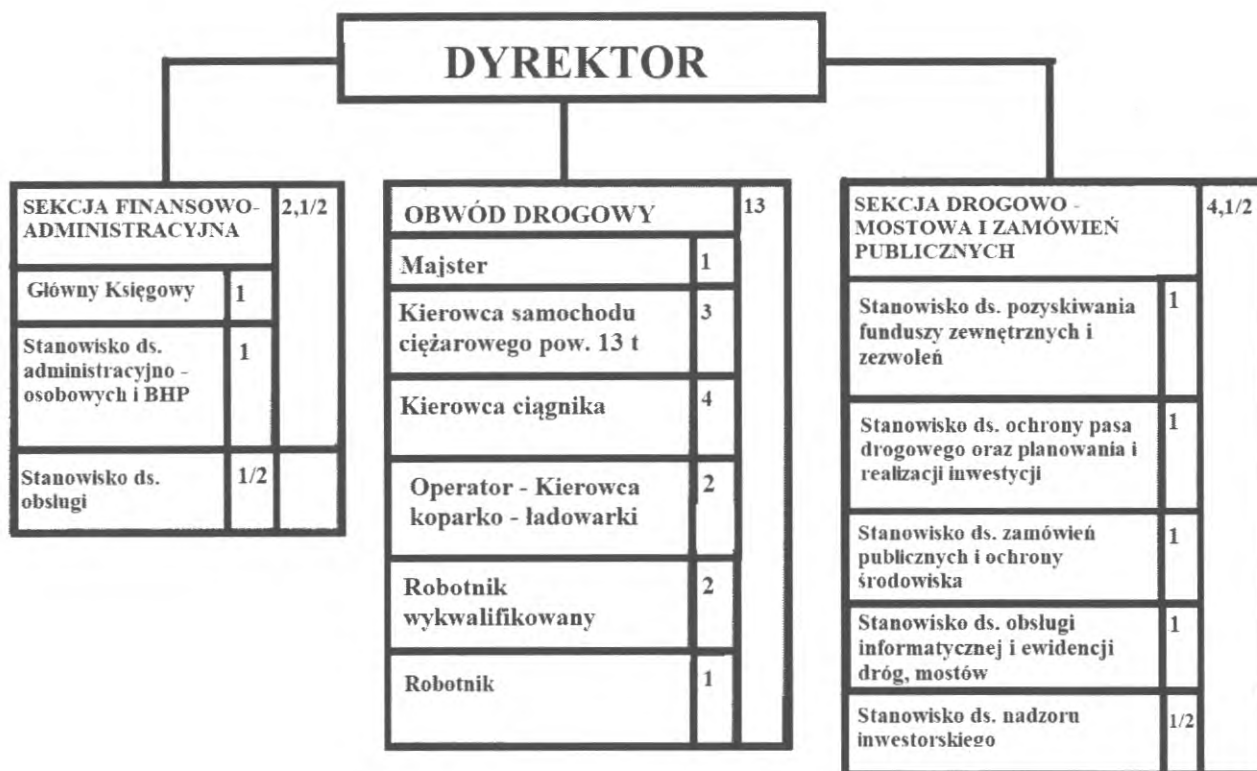 DYREKTOR
SEKCJA FINANSOWO-
ADMINISTRACYJNA
2,1/2
Główny Księgowy
1
Stanowisko ds.
administracyjno -
osobowych i BHP
1
Stanowisko ds.
obsługi
1/2
OBWÓD DROGOWY
13
Majster
1
Kierowca samochodu
ciężarowego pow. 13 t
3
Kierowca ciągnika
4
Operator - Kierowca
koparko - ładowarki
2
Robotnik
wykwalifikowany
2
Robotnik
1
SEKCJA DROGOWO -
MOSTOWA I ZAMÓWIEŃ
PUBLICZNYCH
4,1/2
Stanowisko ds. pozyskiwania
funduszy zewnętrznych i
zezwoleń
1
Stanowisko ds. ochrony pasa
drogowego oraz planowania i
realizacji inwestycji
1
Stanowisko ds. zamówień
publicznych i ochrony
środowiska
1
Stanowisko ds. obsługi
informatycznej i ewidencji
dróg, mostów
1
Stanowisko ds. nadzoru
inwestorskiego
1/2